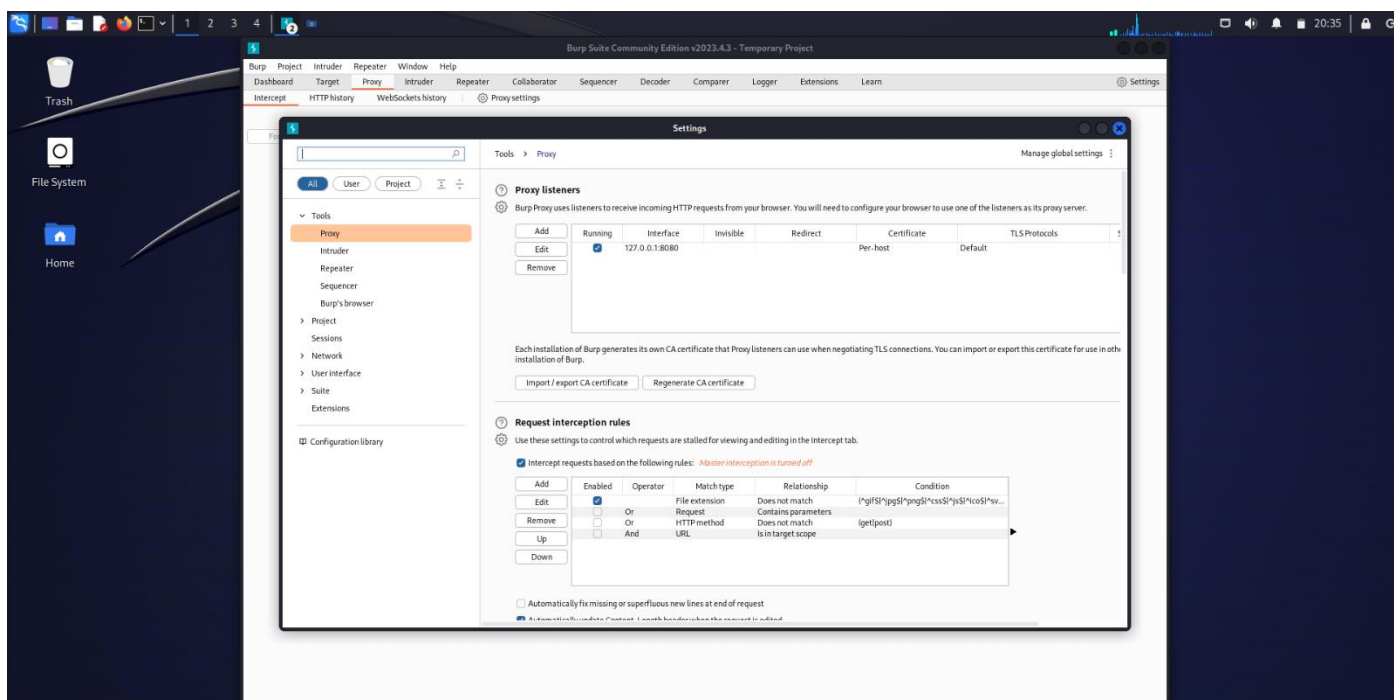 1 2 3 4 2 20:35
Trash
File System
Home
Burp Suite Community Edition v2023.4.3 - Temporary Project
Burp Project Intruder Repeater Window Help
Dashboard Target Proxy Intruder Repeater Collaborator Sequencer Decoder Comparer Logger Extensions Learn Settings
Intercept HTTP history WebSockets history Proxy settings
Settings
Tools > Proxy Manage global settings
All User Project
Tools
Proxy
Intruder
Repeater
Sequencer
Burp's browser
Project
Sessions
Network
User interface
Suite
Extensions
Configuration library
Proxy listeners
Burp Proxy uses listeners to receive incoming HTTP requests from your browser. You will need to configure your browser to use one of the listeners as its proxy server.
Add
Edit
Remove
Running Interface Invisible Redirect Certificate TLS Protocols
127.0.0.1:8080 Per-host Default
Each installation of Burp generates its own CA certificate that Proxy listeners can use when negotiating TLS connections. You can import or export this certificate for use in
installation of Burp.
Import / export CA certificate Regenerate CA certificate
Request interception rules
Use these settings to control which requests are stalled for viewing and editing in the Intercept tab.
Intercept requests based on the following rules: Master interception is turned off
Add
Edit
Remove
Up
Down
Enabled Operator Match type Relationship Condition
File extension Does not match (^gif$|^jpg$|^png$|^css$|^js$|^ico$|^sv...
Or Request Contains parameters
Or HTTP method Does not match (get|post)
And URL Is in target scope
Automatically fix missing or superfluous new lines at end of request
Automatically update Content-Length header when the request is edited